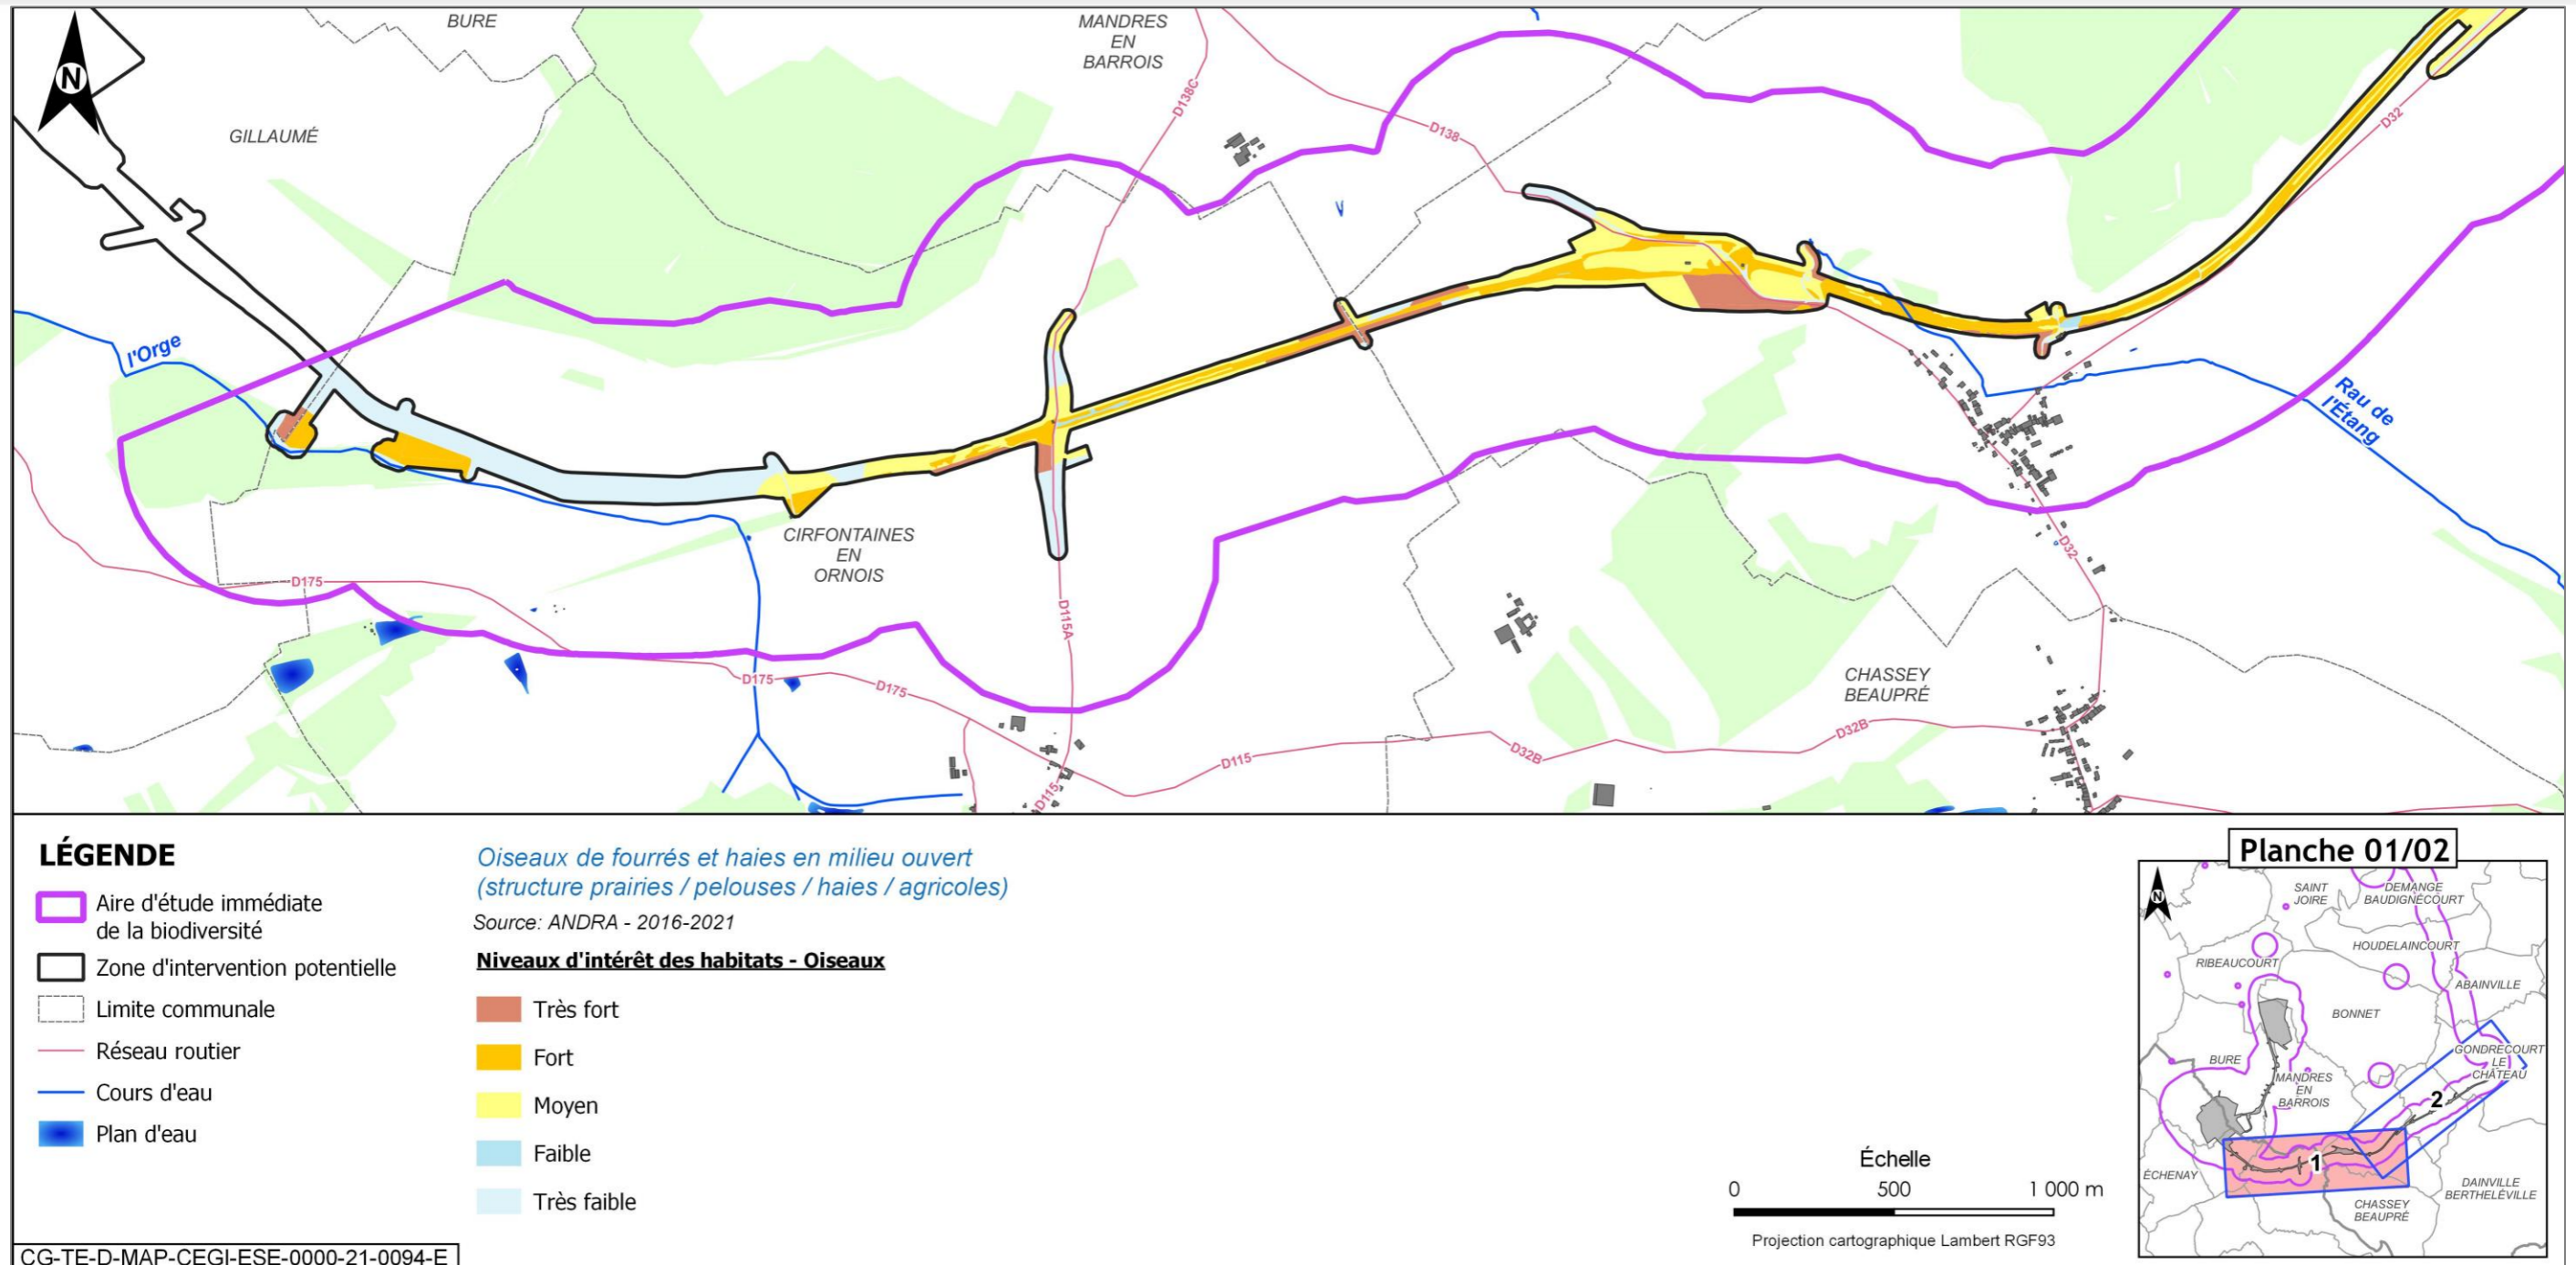 BURE
MANDRES
EN
BARROIS
N
GILLAUMÉ
D138C
D138
D32
l'Orge
Rau de
l'Étang
CIRFONTAINES
EN
ORNOIS
D175
D115A
D32
D175
D175
CHASSEY
BEAUPRÉ
D115
D32B
D32B
D115
LÉGENDE
Aire d'étude immédiate
de la biodiversité
Zone d'intervention potentielle
Limite communale
Réseau routier
Cours d'eau
Plan d'eau
CG-TE-D-MAP-CEGI-ESE-0000-21-0094-E
Oiseaux de fourrés et haies en milieu ouvert
(structure prairies / pelouses / haies / agricoles)
Source: ANDRA - 2016-2021
Niveaux d'intérêt des habitats - Oiseaux
Très fort
Fort
Moyen
Faible
Très faible
Échelle
0 500 1 000 m
Projection cartographique Lambert RGF93
Planche 01/02
N
SAINT
JOIRE
DEMANGE
BAUDIGNÉCOURT
HOUDELAINCOURT
RIBEAUCOURT
ABAINVILLE
BONNET
BURE
GONDRECOURT
LE
CHÂTEAU
MANDRES
EN
BARROIS
2
1
ÉCHENAY
DAINVILLE
BERTHELÉVILLE
CHASSEY
BEAUPRÉ